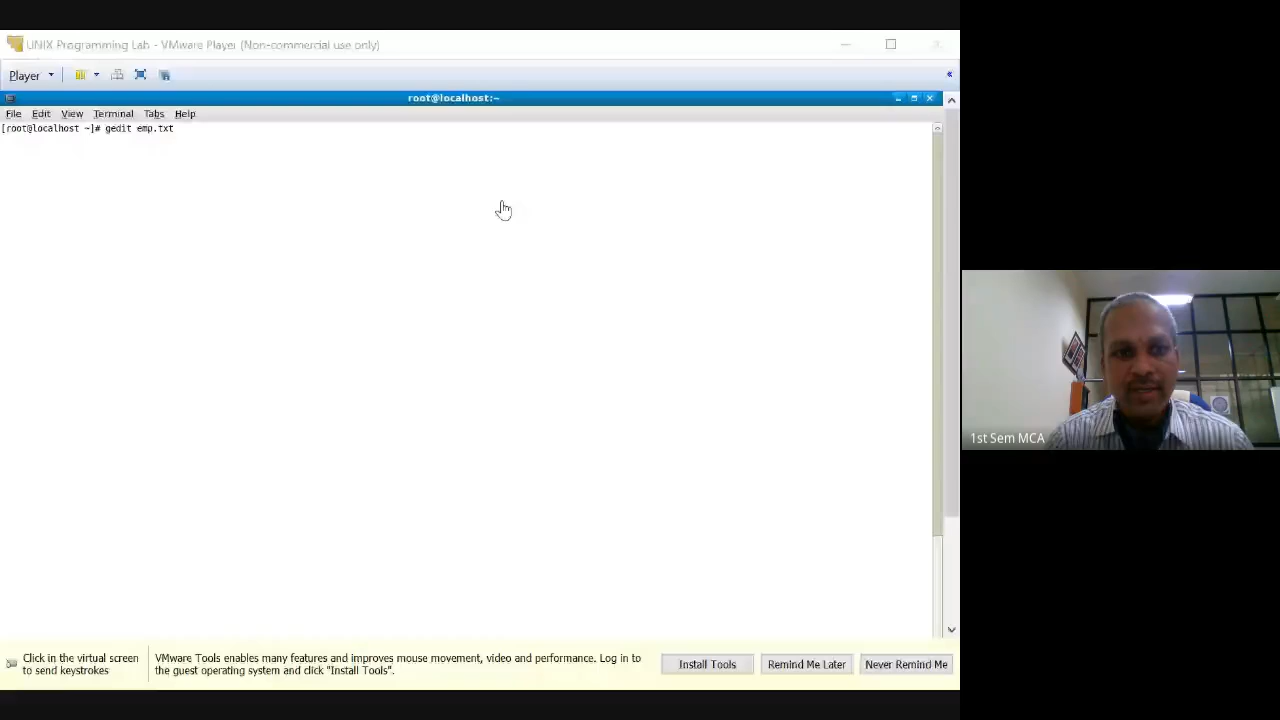 UNIX Programming Lab - VMware Player (Non-commercial use only)
Player
«
root@localhost:~
File Edit View Terminal Tabs Help
[root@localhost ~]# gedit emp.txt
1st Sem MCA
Click in the virtual screen
to send keystrokes
VMware Tools enables many features and improves mouse movement, video and performance. Log in to
the guest operating system and click "Install Tools".
Install Tools
Remind Me Later
Never Remind Me